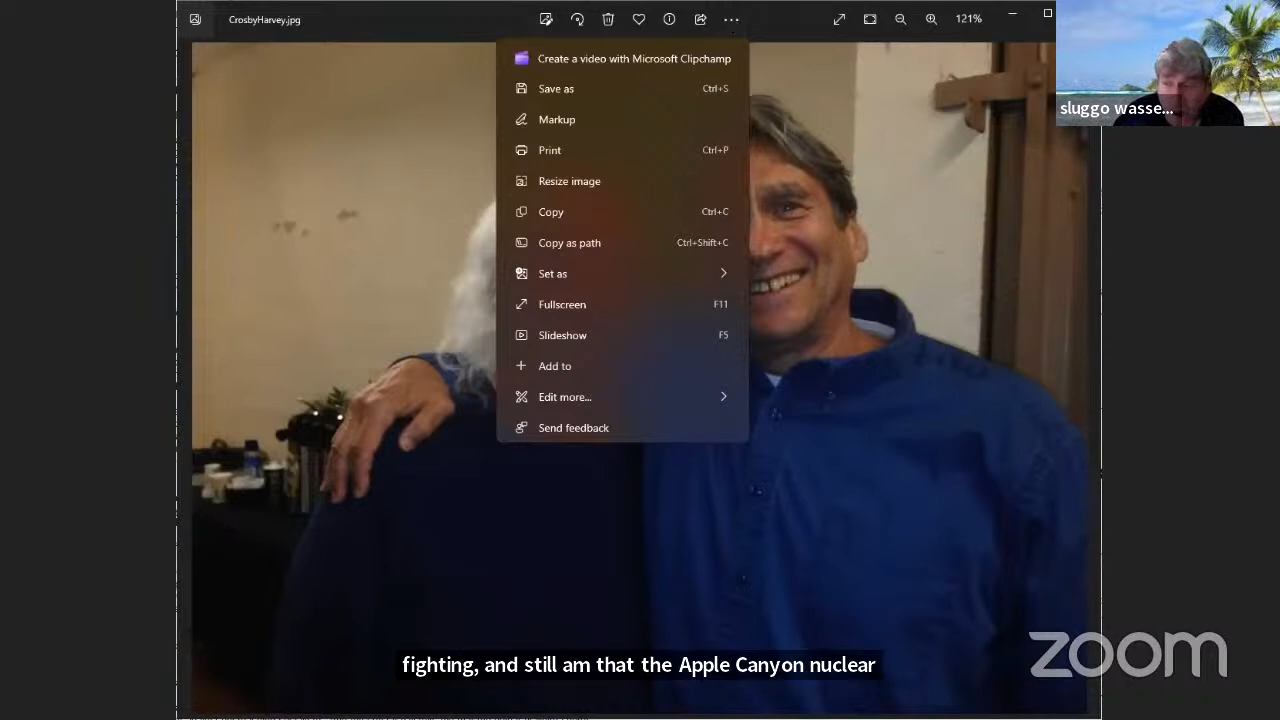 CrosbyHarvey.jpg
121%
Create a video with Microsoft Clipchamp
Save as Ctrl+S
Markup
Print Ctrl+P
Resize image
Copy Ctrl+C
Copy as path Ctrl+Shift+C
Set as
Fullscreen F11
Slideshow F5
Add to
Edit more...
Send feedback
sluggo wasse...
fighting, and still am that the Apple Canyon nuclear
zoom